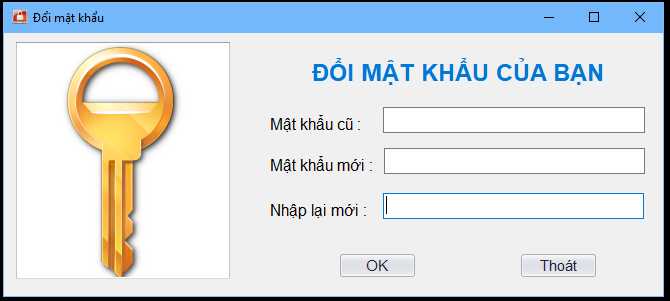 Đổi mật khẩu
ĐỔI MẬT KHẨU CỦA BẠN
Mật khẩu cũ :
Mật khẩu mới :
Nhập lại mới :
OK
Thoát